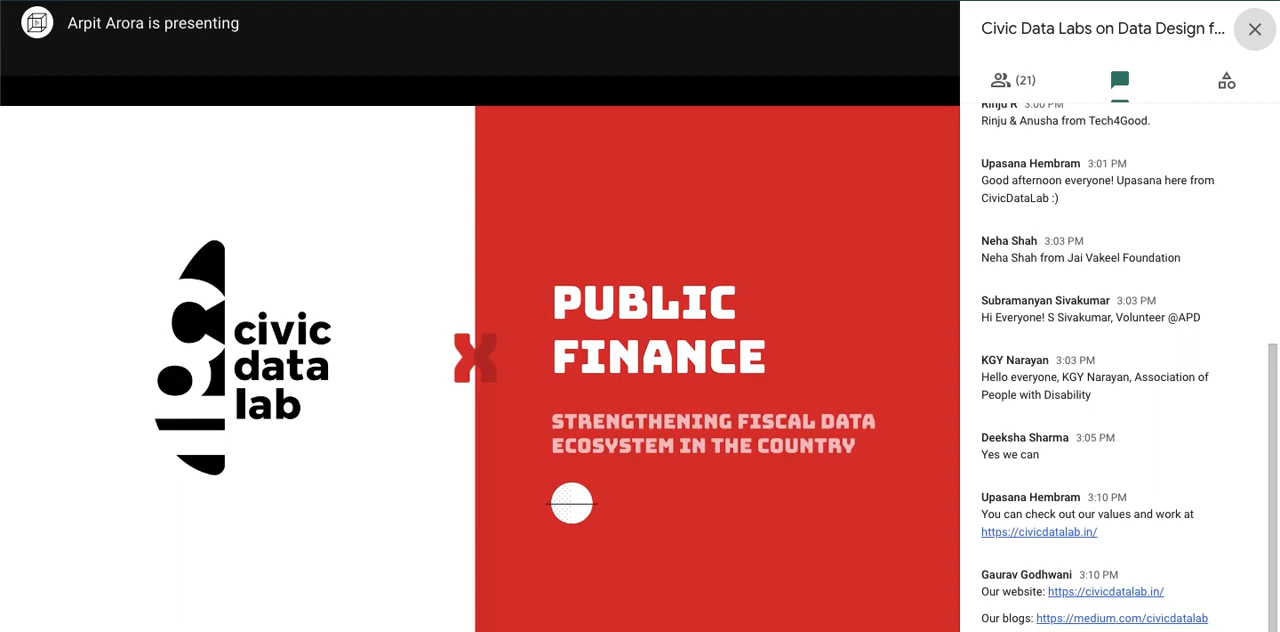 Arpit Arora is presenting
civic
data
lab
X
PUBLIC
FINANCE
STRENGTHENING FISCAL DATA
ECOSYSTEM IN THE COUNTRY
Civic Data Labs on Data Design f...
(21)
Rinju R 3:00 PM
Rinju & Anusha from Tech4Good.
Upasana Hembram 3:01 PM
Good afternoon everyone! Upasana here from
CivicDataLab :)
Neha Shah 3:03 PM
Neha Shah from Jai Vakeel Foundation
Subramanyan Sivakumar 3:03 PM
Hi Everyone! S Sivakumar, Volunteer @APD
KGY Narayan 3:03 PM
Hello everyone, KGY Narayan, Association of
People with Disability
Deeksha Sharma 3:05 PM
Yes we can
Upasana Hembram 3:10 PM
You can check out our values and work at
https://civicdatalab.in/
Gaurav Godhwani 3:10 PM
Our website: https://civicdatalab.in/
Our blogs: https://medium.com/civicdatalab